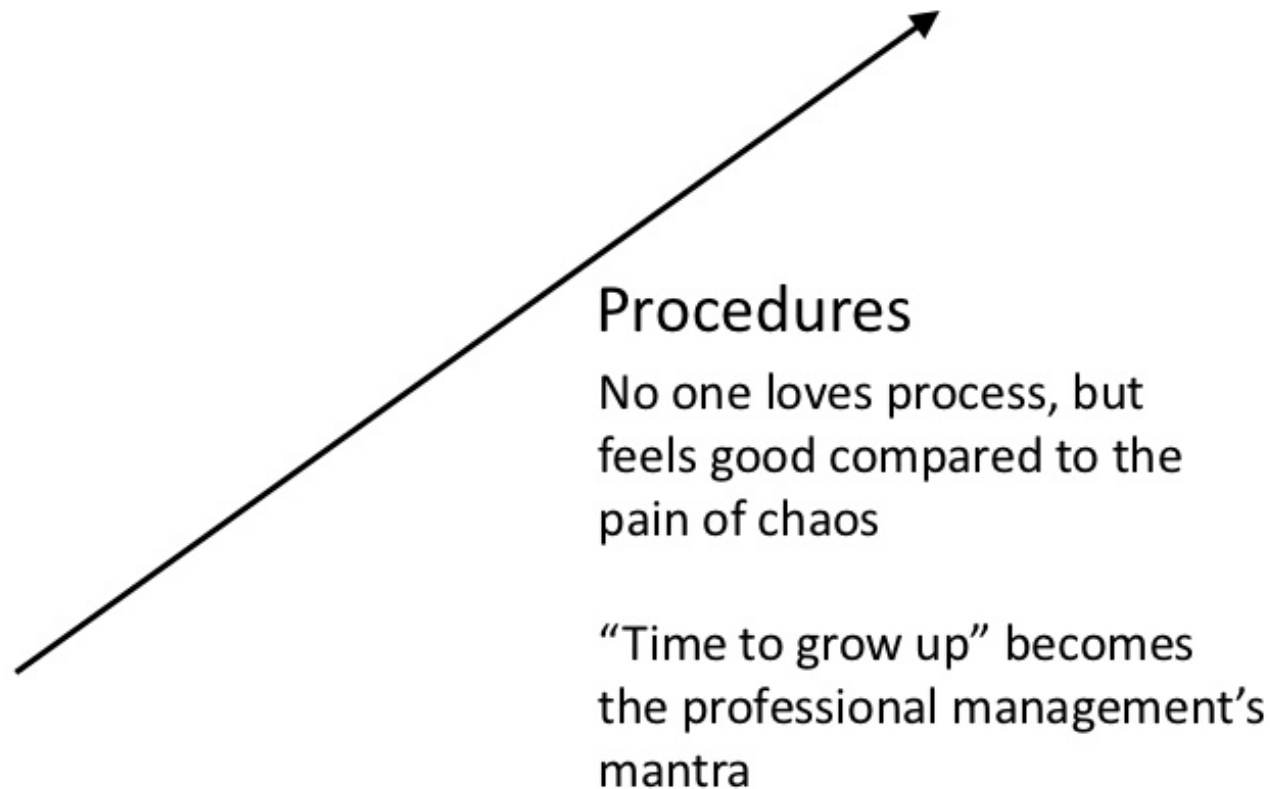 Procedures
No one loves process, but
feels good compared to the
pain of chaos
“Time to grow up” becomes
the professional management’s
mantra